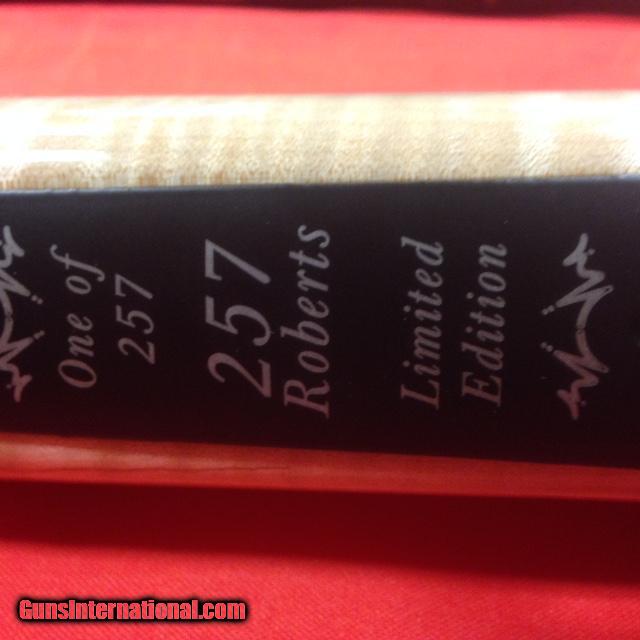 One of
257
257
Roberts
Limited
Edition
GunsInternational.com